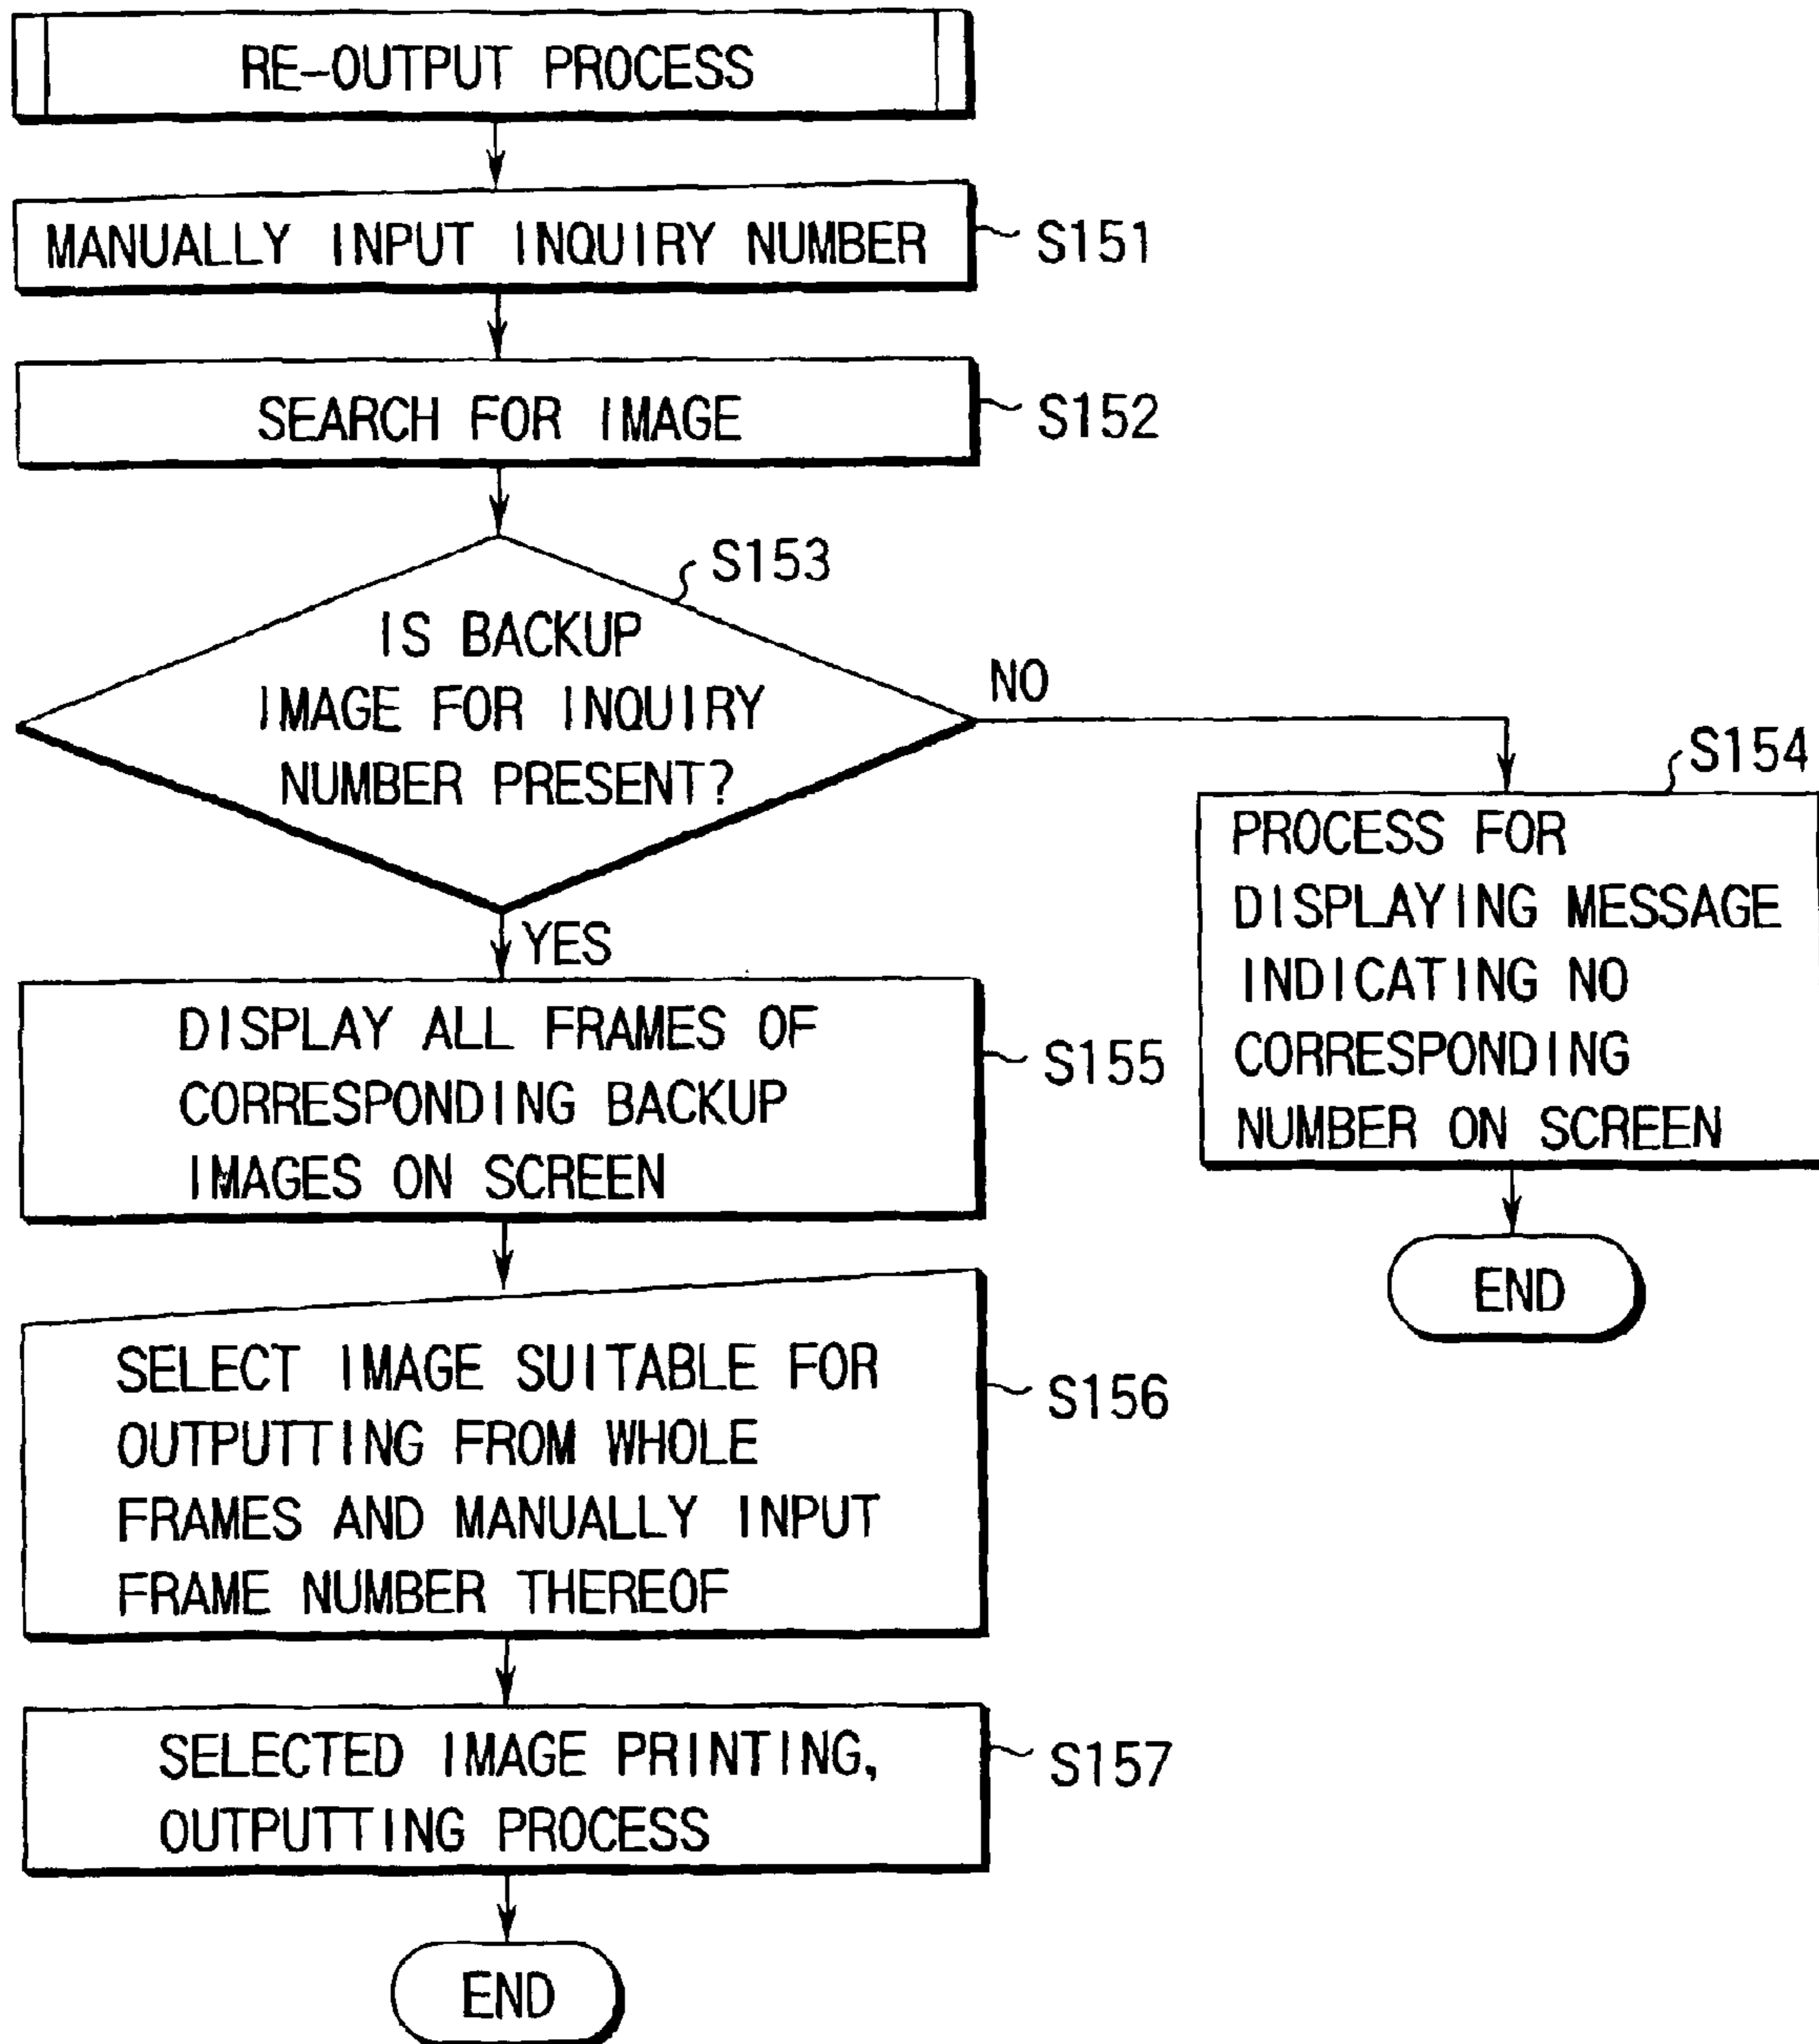 RE-OUTPUT PROCESS
MANUALLY INPUT INQUIRY NUMBER
S151
SEARCH FOR IMAGE
S152
S153
IS BACKUP
IMAGE FOR INQUIRY
NUMBER PRESENT?
NO
YES
S154
PROCESS FOR
DISPLAYING MESSAGE
INDICATING NO
CORRESPONDING
NUMBER ON SCREEN
END
DISPLAY ALL FRAMES OF
CORRESPONDING BACKUP
IMAGES ON SCREEN
S155
SELECT IMAGE SUITABLE FOR
OUTPUTTING FROM WHOLE
FRAMES AND MANUALLY INPUT
FRAME NUMBER THEREOF
S156
SELECTED IMAGE PRINTING,
OUTPUTTING PROCESS
S157
END